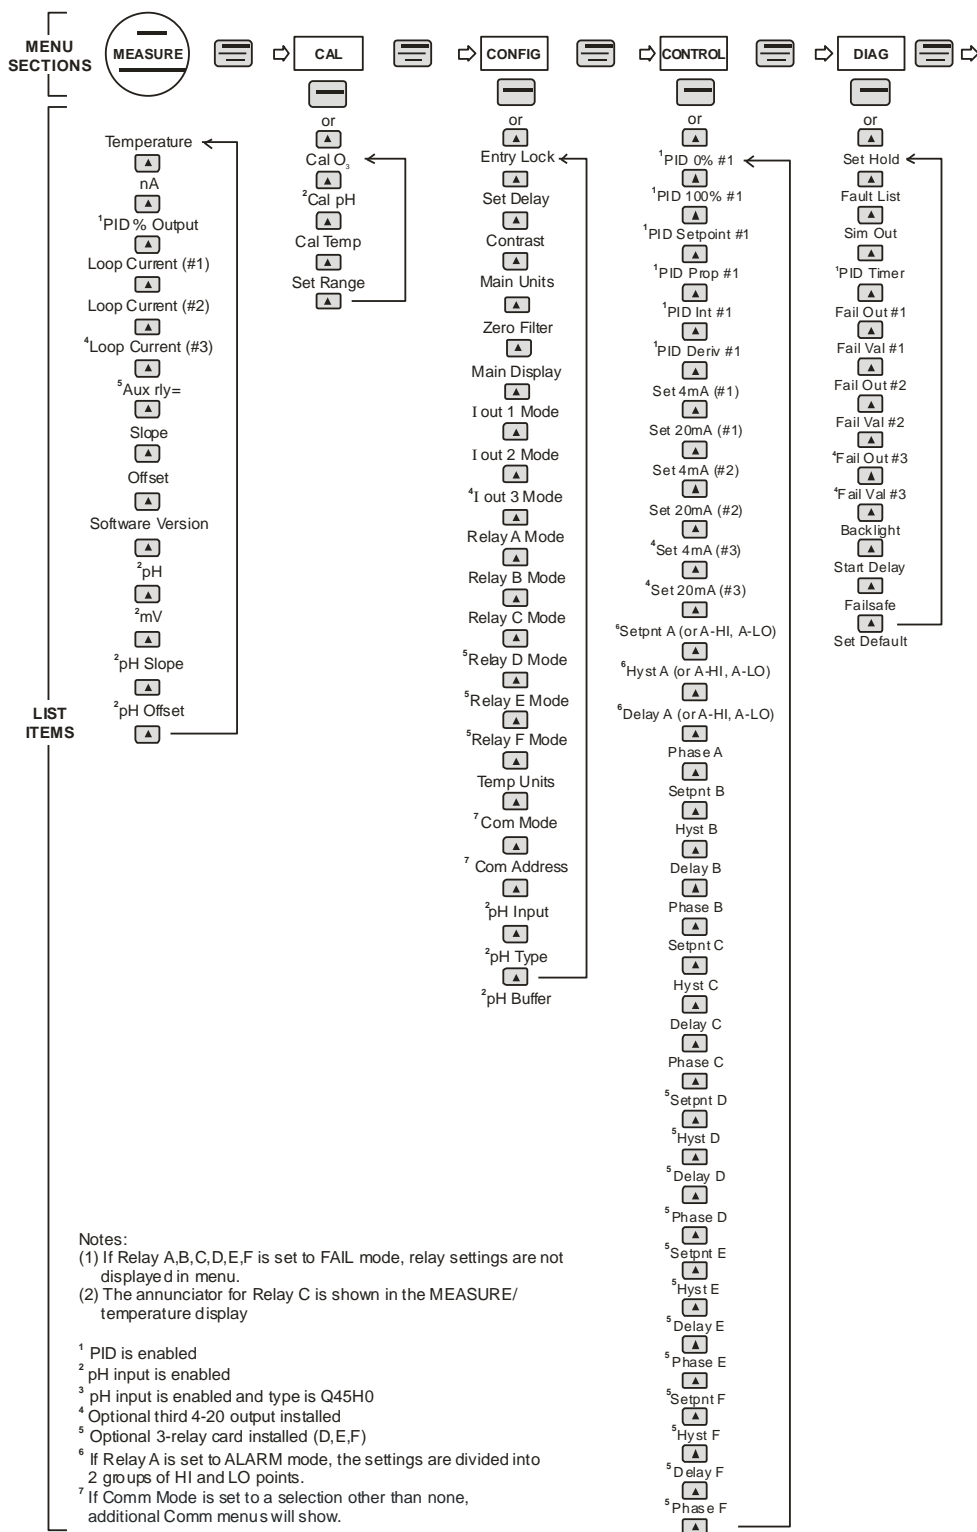 MENU
SECTIONS
MEASURE
CAL
CONFIG
CONTROL
DIAG
LIST
ITEMS
Temperature
nA
¹PID % Output
Loop Current (#1)
Loop Current (#2)
⁴Loop Current (#3)
⁵Aux rly=
Slope
Offset
Software Version
²pH
²mV
²pH Slope
²pH Offset
or
Cal O₃
²Cal pH
Cal Temp
Set Range
or
Entry Lock
Set Delay
Contrast
Main Units
Zero Filter
Main Display
I out 1 Mode
I out 2 Mode
⁴I out 3 Mode
Relay A Mode
Relay B Mode
Relay C Mode
⁵Relay D Mode
⁵Relay E Mode
⁵Relay F Mode
Temp Units
⁷Com Mode
⁷Com Address
²pH Input
²pH Type
²pH Buffer
or
¹PID 0% #1
¹PID 100% #1
¹PID Setpoint #1
¹PID Prop #1
¹PID Int #1
¹PID Deriv #1
Set 4mA (#1)
Set 20mA (#1)
Set 4mA (#2)
Set 20mA (#2)
⁴Set 4mA (#3)
⁴Set 20mA (#3)
⁶Setpnt A (or A-HI, A-LO)
⁶Hyst A (or A-HI, A-LO)
⁶Delay A (or A-HI, A-LO)
Phase A
Setpnt B
Hyst B
Delay B
Phase B
Setpnt C
Hyst C
Delay C
Phase C
⁵Setpnt D
⁵Hyst D
⁵Delay D
⁵Phase D
⁵Setpnt E
⁵Hyst E
⁵Delay E
⁵Phase E
⁵Setpnt F
⁵Hyst F
⁵Delay F
⁵Phase F
or
Set Hold
Fault List
Sim Out
¹PID Timer
Fail Out #1
Fail Val #1
Fail Out #2
Fail Val #2
⁴Fail Out #3
⁴Fail Val #3
Backlight
Start Delay
Failsafe
Set Default
Notes:
(1) If Relay A,B,C,D,E,F is set to FAIL mode, relay settings are not
displayed in menu.
(2) The annunciator for Relay C is shown in the MEASURE/
temperature display
¹ PID is enabled
² pH input is enabled
³ pH input is enabled and type is Q45H0
⁴ Optional third 4-20 output installed
⁵ Optional 3-relay card installed (D,E,F)
⁶ If Relay A is set to ALARM mode, the settings are divided into
2 groups of HI and LO points.
⁷ If Comm Mode is set to a selection other than none,
additional Comm menus will show.